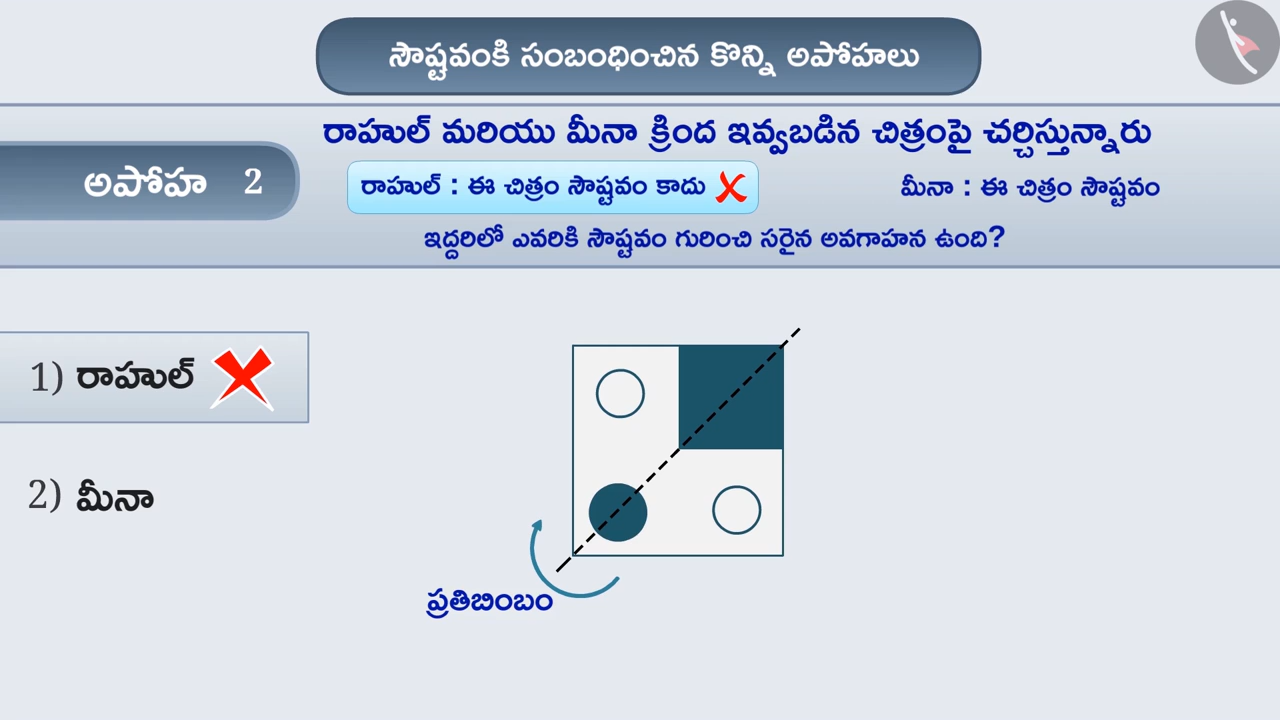 సౌష్టవంకి సంబంధించిన కొన్ని అపోహలు
రాహుల్ మరియు మీనా క్రింద ఇవ్వబడిన చిత్రంపై చర్చిస్తున్నారు
అపోహ 2
రాహుల్ : ఈ చిత్రం సౌష్టవం కాదు
మీనా : ఈ చిత్రం సౌష్టవం
ఇద్దరిలో ఎవరికి సౌష్టవం గురించి సరైన అవగాహన ఉంది?
1) రాహుల్
2) మీనా
ప్రతిబింబం